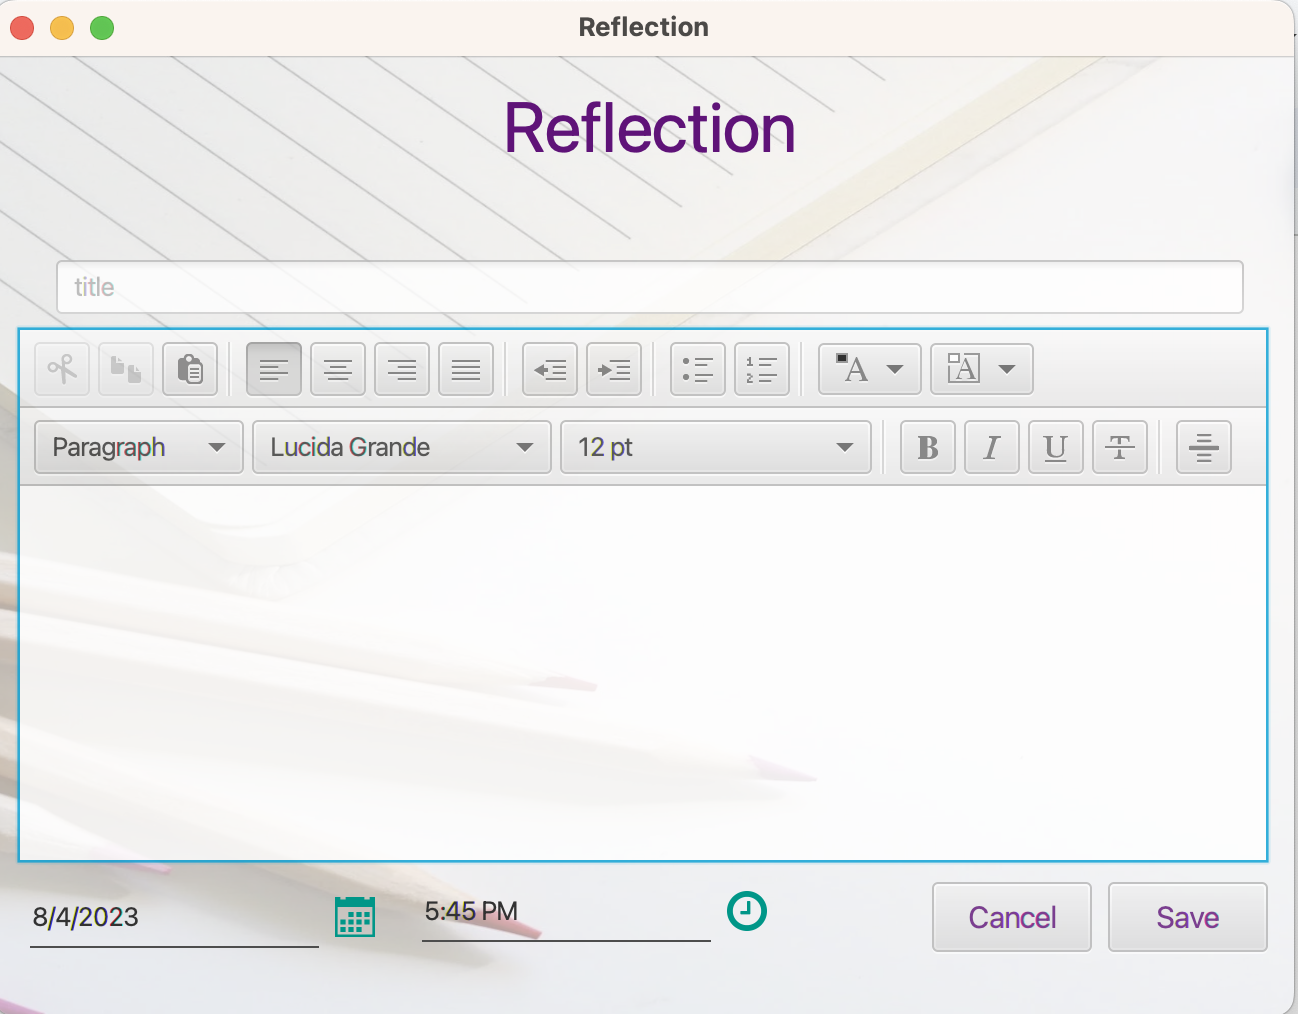 Reflection
Reflection
title
A A
Paragraph Lucida Grande 12 pt B I U T
8/4/2023 5:45 PM Cancel Save